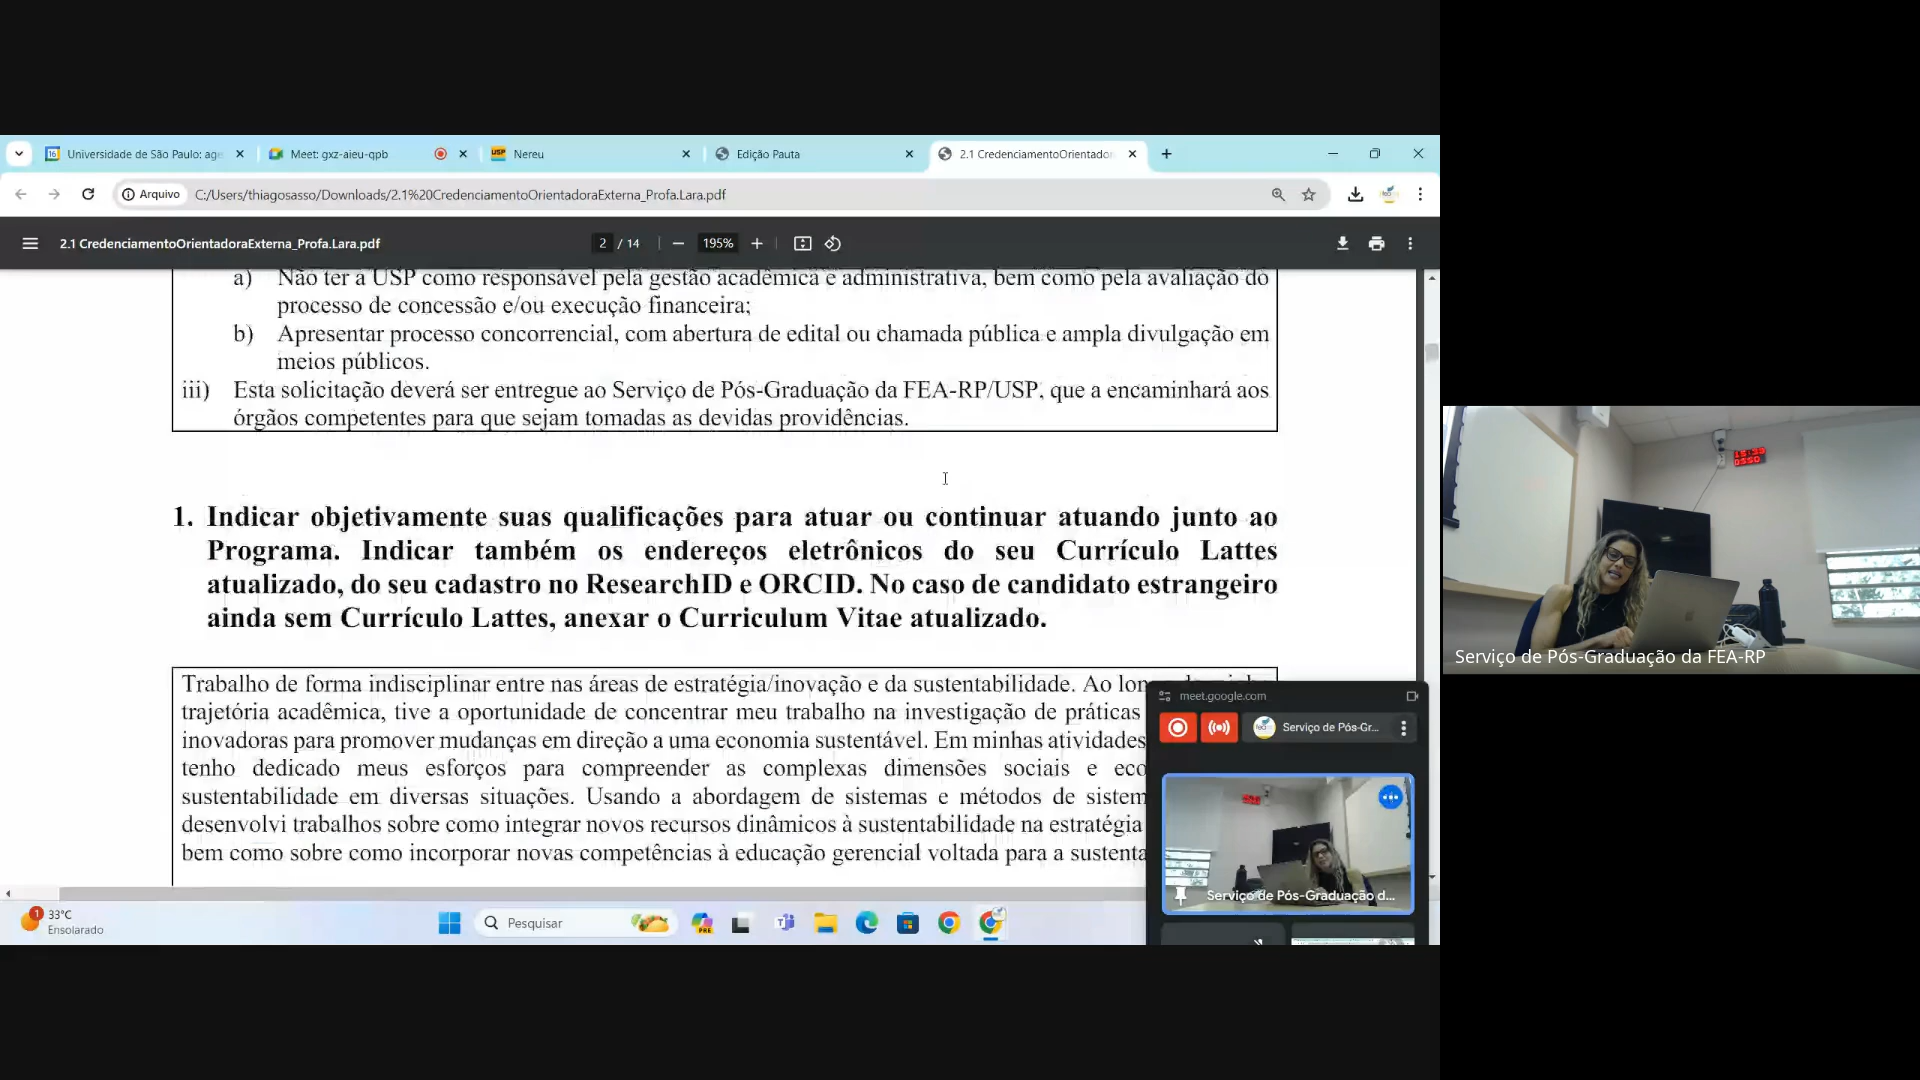 Universidade de São Paulo: age
Meet: gxz-aieu-qpb
Nereu
Edição Pauta
2.1 CredenciamentoOrientador
Arquivo
C:/Users/thiagosasso/Downloads/2.1%20CredenciamentoOrientadoraExterna_Profa.Lara.pdf
2.1 CredenciamentoOrientadoraExterna_Profa.Lara.pdf
2 / 14
195%
a) Não ter a USP como responsável pela gestão acadêmica e administrativa, bem como pela avaliação do
processo de concessão e/ou execução financeira;
b) Apresentar processo concorrencial, com abertura de edital ou chamada pública e ampla divulgação em
meios públicos.
iii) Esta solicitação deverá ser entregue ao Serviço de Pós-Graduação da FEA-RP/USP, que a encaminhará aos
órgãos competentes para que sejam tomadas as devidas providências.
1. Indicar objetivamente suas qualificações para atuar ou continuar atuando junto ao
Programa. Indicar também os endereços eletrônicos do seu Currículo Lattes
atualizado, do seu cadastro no ResearchID e ORCID. No caso de candidato estrangeiro
ainda sem Currículo Lattes, anexar o Curriculum Vitae atualizado.
Trabalho de forma indisciplinar entre nas áreas de estratégia/inovação e da sustentabilidade. Ao lon
trajetória acadêmica, tive a oportunidade de concentrar meu trabalho na investigação de práticas
inovadoras para promover mudanças em direção a uma economia sustentável. Em minhas atividades
tenho dedicado meus esforços para compreender as complexas dimensões sociais e eco
sustentabilidade em diversas situações. Usando a abordagem de sistemas e métodos de sistem
desenvolvi trabalhos sobre como integrar novos recursos dinâmicos à sustentabilidade na estratégia
bem como sobre como incorporar novas competências à educação gerencial voltada para a sustenta
meet.google.com
Serviço de Pós-Gr...
Serviço de Pós-Graduação d...
Serviço de Pós-Graduação da FEA-RP
1
33°C
Ensolarado
Pesquisar
PRE